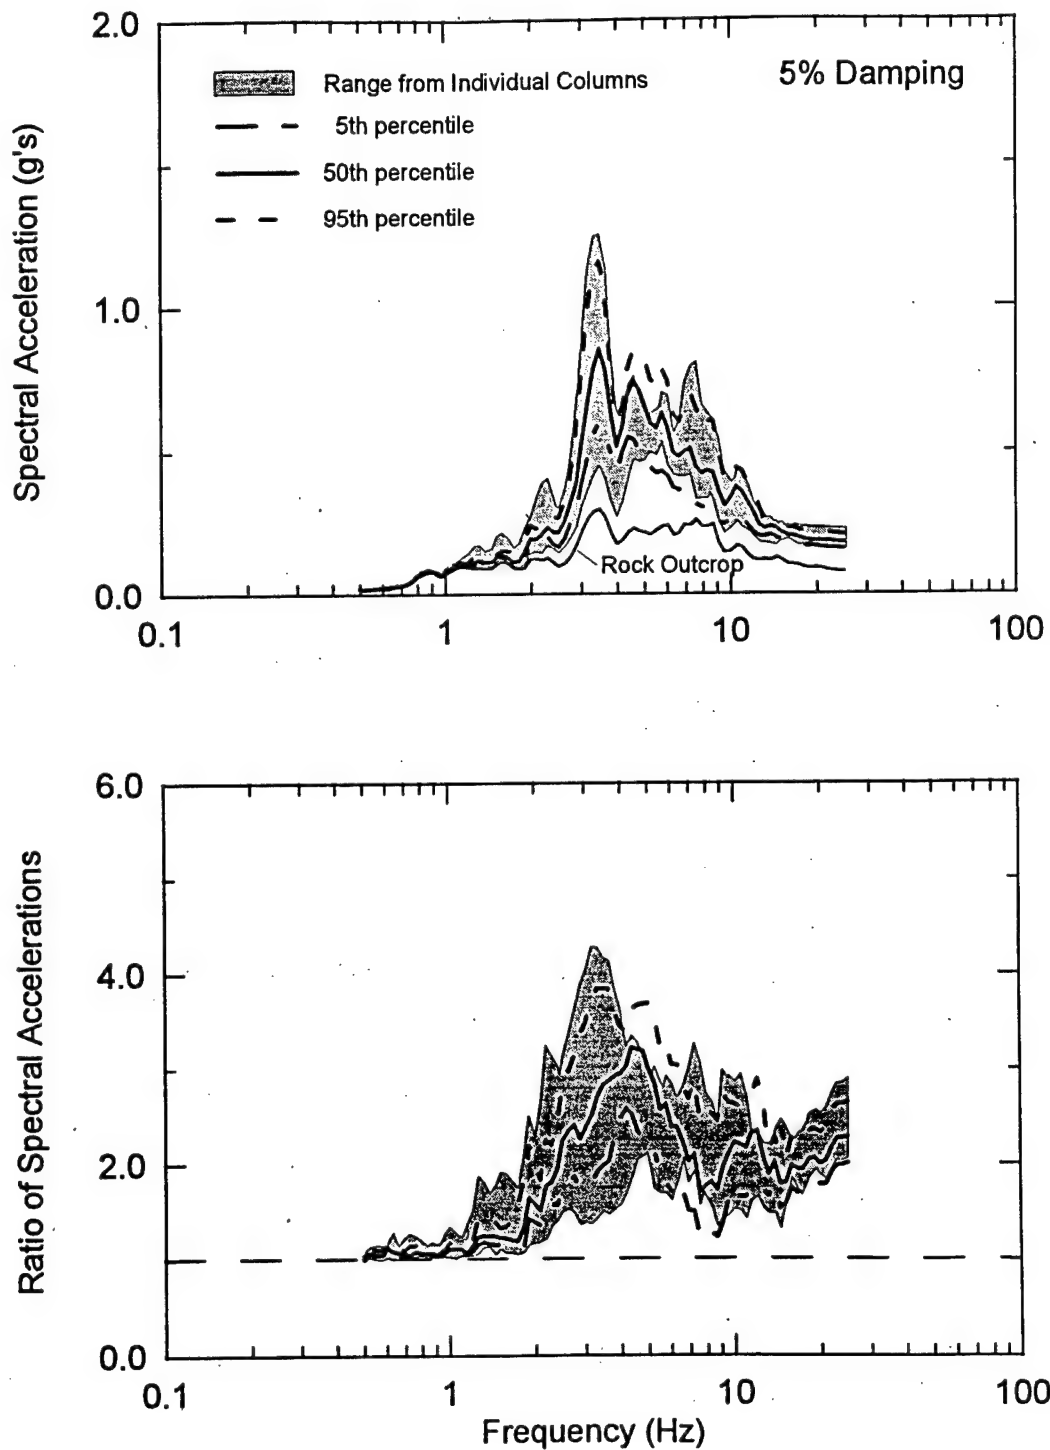 2.0
5% Damping
Range from Individual Columns
5th percentile
50th percentile
95th percentile
Spectral Acceleration (g's)
1.0
Rock Outcrop
0.0
0.1 1 10 100
6.0
Ratio of Spectral Accelerations
4.0
2.0
0.0
0.1 1 10 100
Frequency (Hz)